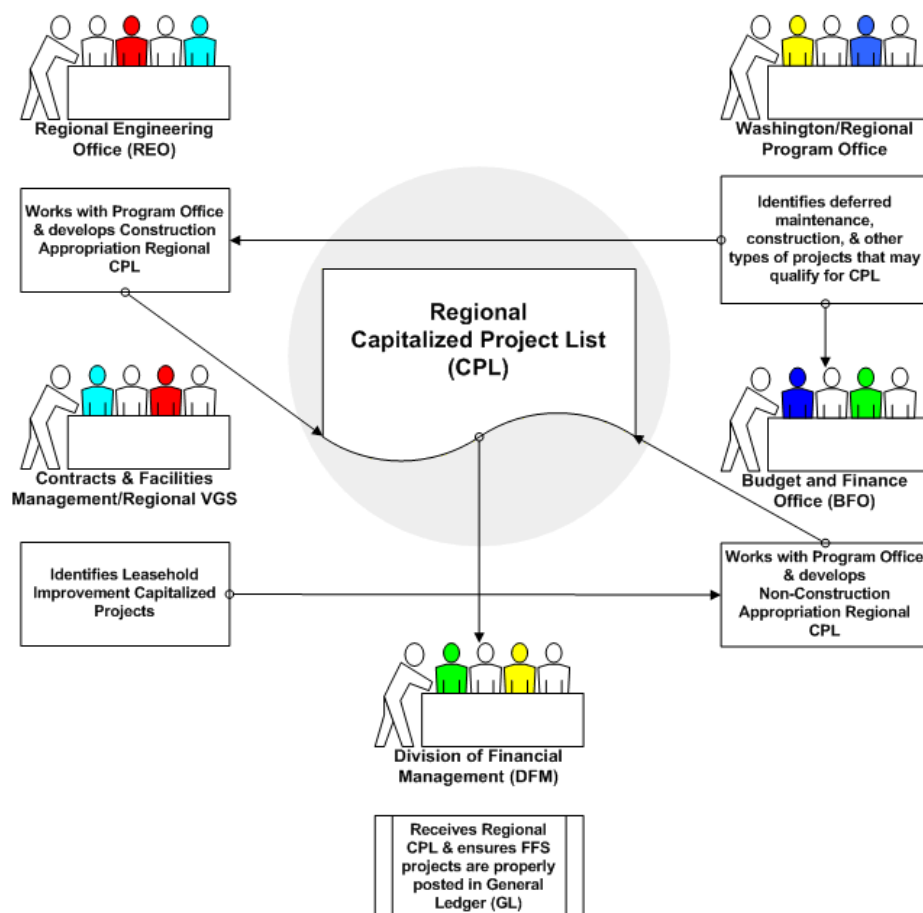 Regional Engineering
Office (REO)
Washington/Regional
Program Office
Works with Program Office
& develops Construction
Appropriation Regional
CPL
Identifies deferred
maintenance,
construction, & other
types of projects that may
qualify for CPL
Regional
Capitalized Project List
(CPL)
Contracts & Facilities
Management/Regional VGS
Budget and Finance
Office (BFO)
Identifies Leasehold
Improvement Capitalized
Projects
Works with Program Office
& develops
Non-Construction
Appropriation Regional
CPL
Division of Financial
Management (DFM)
Receives Regional
CPL & ensures FFS
projects are properly
posted in General
Ledger (GL)